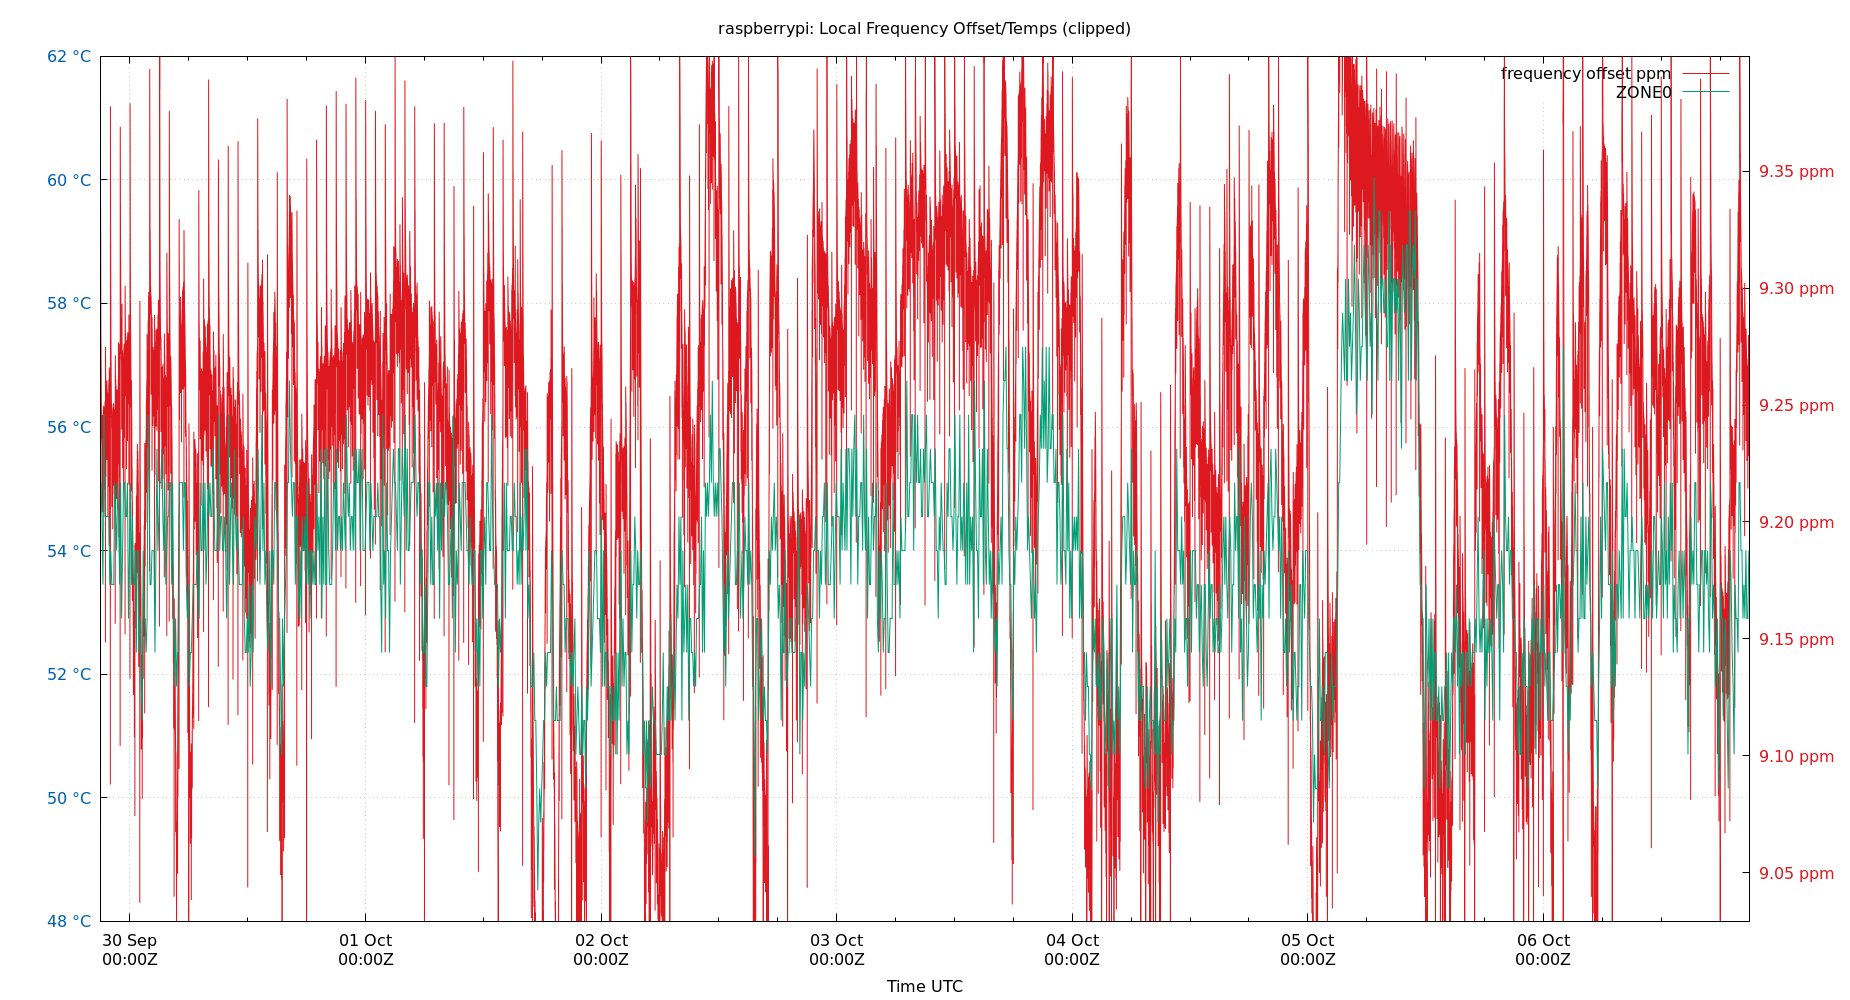 raspberrypi: Local Frequency Offset/Temps (clipped)
62 °C
60 °C
58 °C
56 °C
54 °C
52 °C
50 °C
48 °C
frequency offset ppm
ZONE0
9.35 ppm
9.30 ppm
9.25 ppm
9.20 ppm
9.15 ppm
9.10 ppm
9.05 ppm
30 Sep
00:00Z
01 Oct
00:00Z
02 Oct
00:00Z
03 Oct
00:00Z
04 Oct
00:00Z
05 Oct
00:00Z
06 Oct
00:00Z
Time UTC